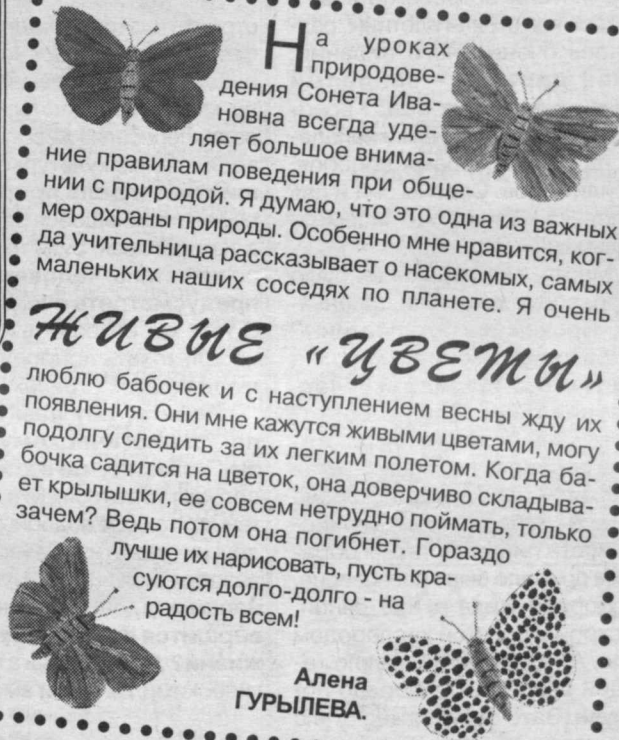 На уроках
природове-
дения Сонета Ива-
новна всегда уде-
ляет большое внима-
ние правилам поведения при обще-
нии с природой. Я думаю, что это одна из важных
мер охраны природы. Особенно мне нравится, ког-
да учительница рассказывает о насекомых, самых
маленьких наших соседях по планете. Я очень
ЖИВЫЕ «ЦВЕТЫ»
люблю бабочек и с наступлением весны жду их
появления. Они мне кажутся живыми цветами, могу
подолгу следить за их легким полетом. Когда ба-
бочка садится на цветок, она доверчиво складыва-
ет крылышки, ее совсем нетрудно поймать, только
зачем? Ведь потом она погибнет. Гораздо
лучше их нарисовать, пусть кра-
суются долго-долго - на
радость всем!
Алена
ГУРЫЛЕВА.